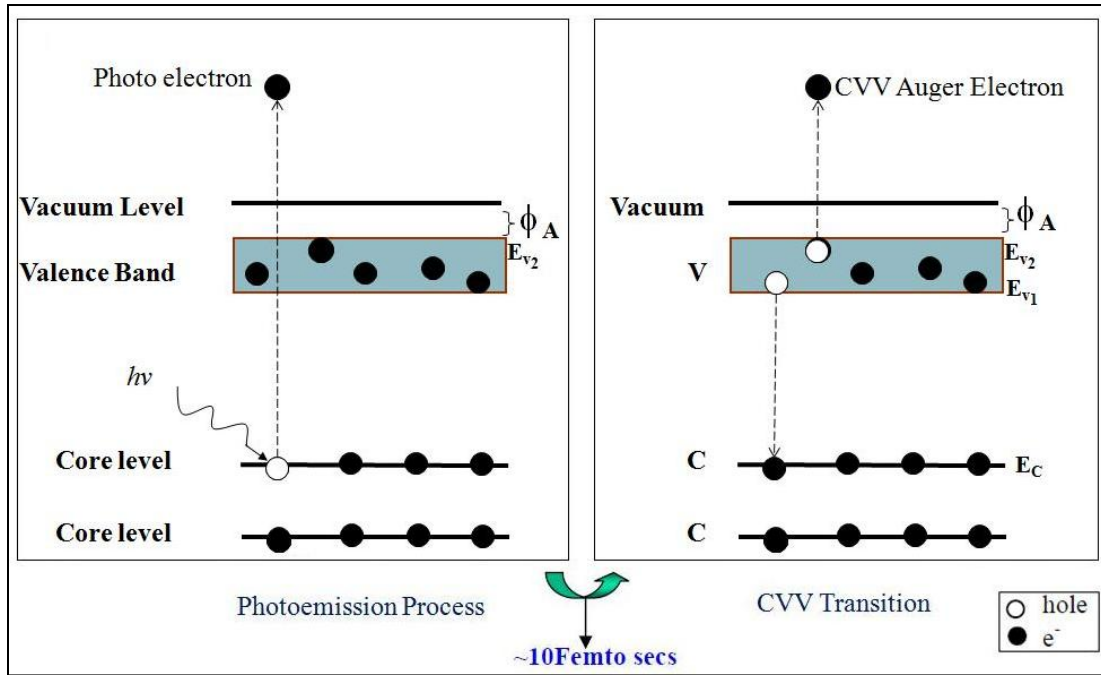 Photo electron
Vacuum Level
ϕ A
Valence Band
E v2
hν
Core level
Core level
Photoemission Process
CVV Auger Electron
Vacuum
ϕ A
V
E v2
E v1
C
E C
C
CVV Transition
hole
e-
~10Femto secs